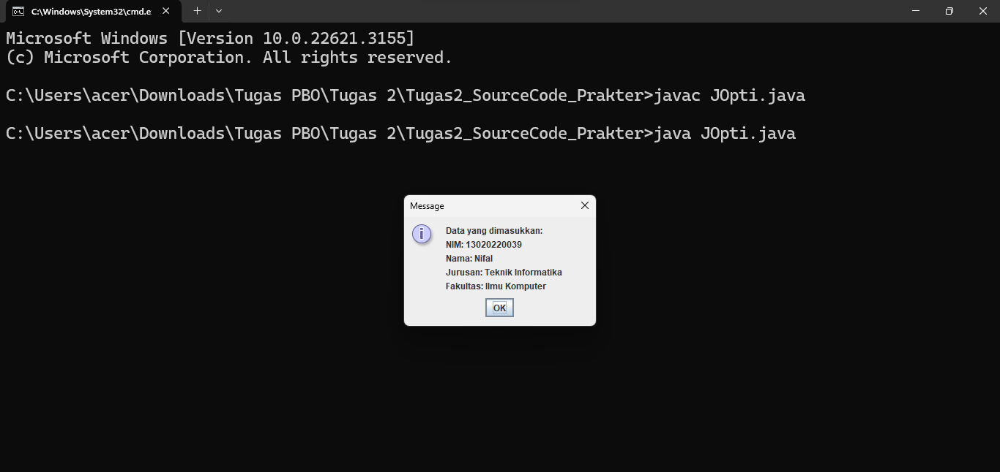 C:\Windows\System32\cmd.e
Microsoft Windows [Version 10.0.22621.3155]
(c) Microsoft Corporation. All rights reserved.
C:\Users\acer\Downloads\Tugas PBO\Tugas 2\Tugas2_SourceCode_Prakter>javac JOpti.java
C:\Users\acer\Downloads\Tugas PBO\Tugas 2\Tugas2_SourceCode_Prakter>java JOpti.java
Message
Data yang dimasukkan:
NIM: 13020220039
Nama: Nifal
Jurusan: Teknik Informatika
Fakultas: Ilmu Komputer
OK